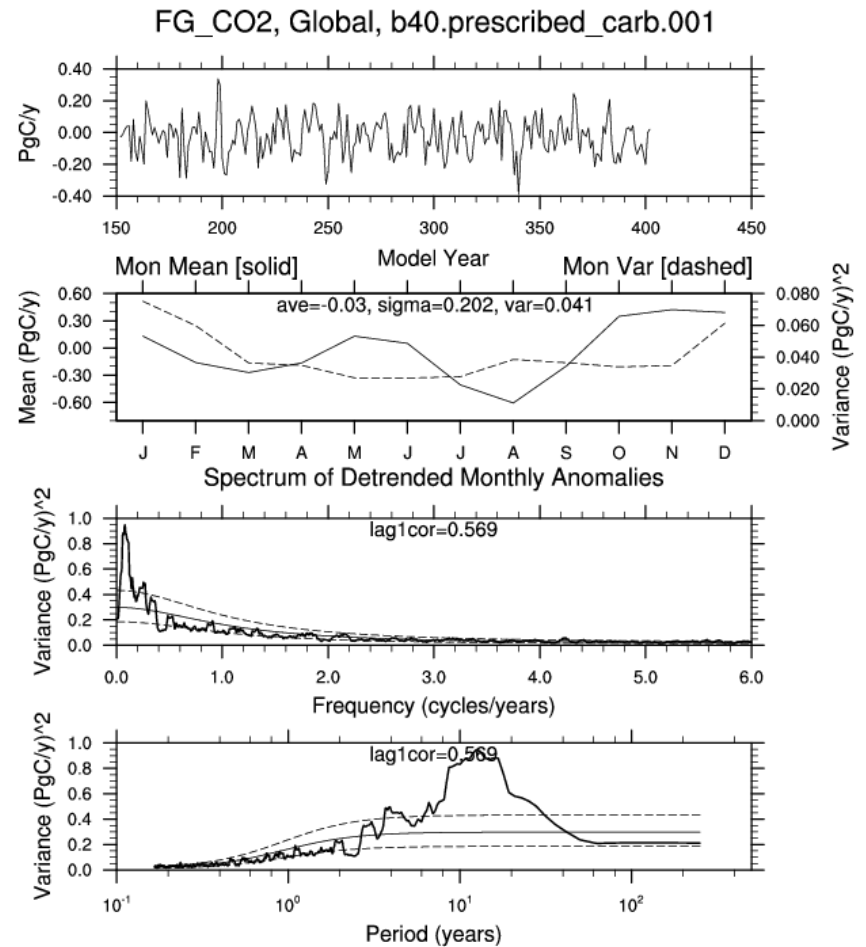 FG_CO2, Global, b40.prescribed_carb.001
0.40
0.20
0.00
-0.20
-0.40
PgC/y
150 200 250 300 350 400 450
Model Year
Mon Mean [solid] Mon Var [dashed]
ave=-0.03, sigma=0.202, var=0.041
0.60
0.30
0.00
-0.30
-0.60
Mean (PgC/y)
0.080
0.060
0.040
0.020
0.000
Variance (PgC/y)^2
J F M A M J J A S O N D
Spectrum of Detrended Monthly Anomalies
lag1cor=0.569
1.0
0.8
0.6
0.4
0.2
0.0
Variance (PgC/y)^2
0.0 1.0 2.0 3.0 4.0 5.0 6.0
Frequency (cycles/years)
lag1cor=0.569
1.0
0.8
0.6
0.4
0.2
0.0
Variance (PgC/y)^2
10-1 100 101 102
Period (years)